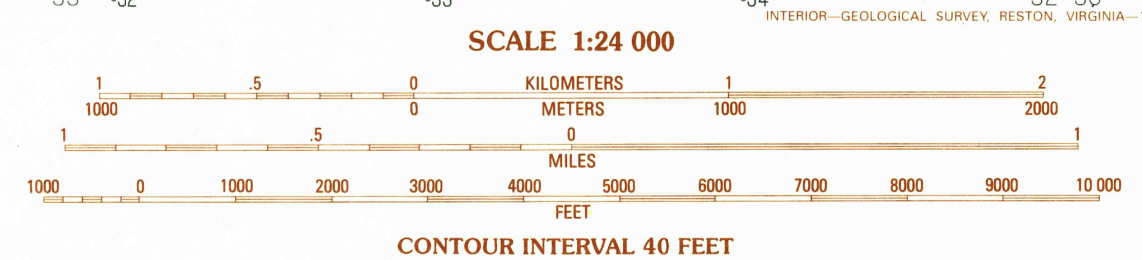 INTERIOR—GEOLOGICAL SURVEY, RESTON, VIRGINIA—
SCALE 1:24 000
1 .5 0 KILOMETERS 1 2
1000 0 METERS 1000 2000
1 .5 0 1
MILES
1000 0 1000 2000 3000 4000 5000 6000 7000 8000 9000 10 000
FEET
CONTOUR INTERVAL 40 FEET